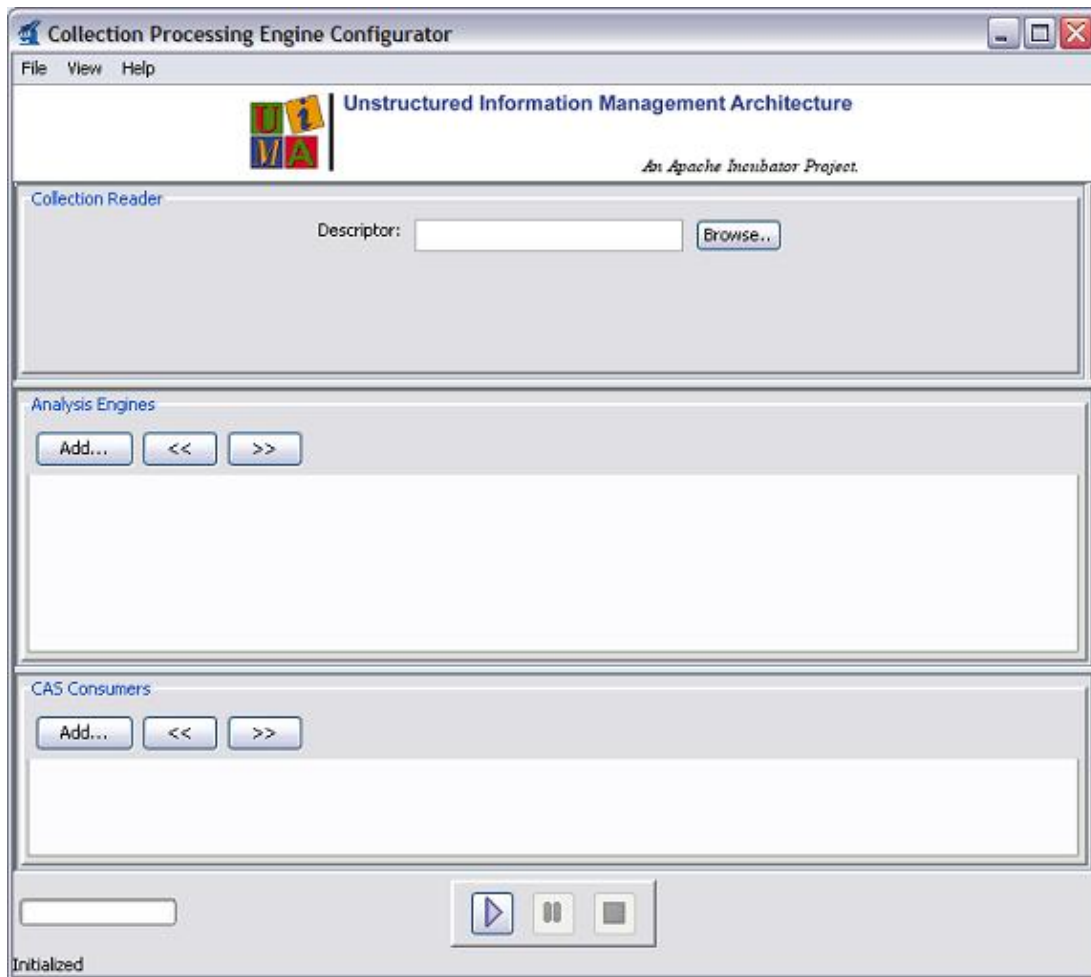 Collection Processing Engine Configurator
File View Help
U i
M A
Unstructured Information Management Architecture
An Apache Incubator Project.
Collection Reader
Descriptor: Browse..
Analysis Engines
Add... << >>
CAS Consumers
Add... << >>
Initialized